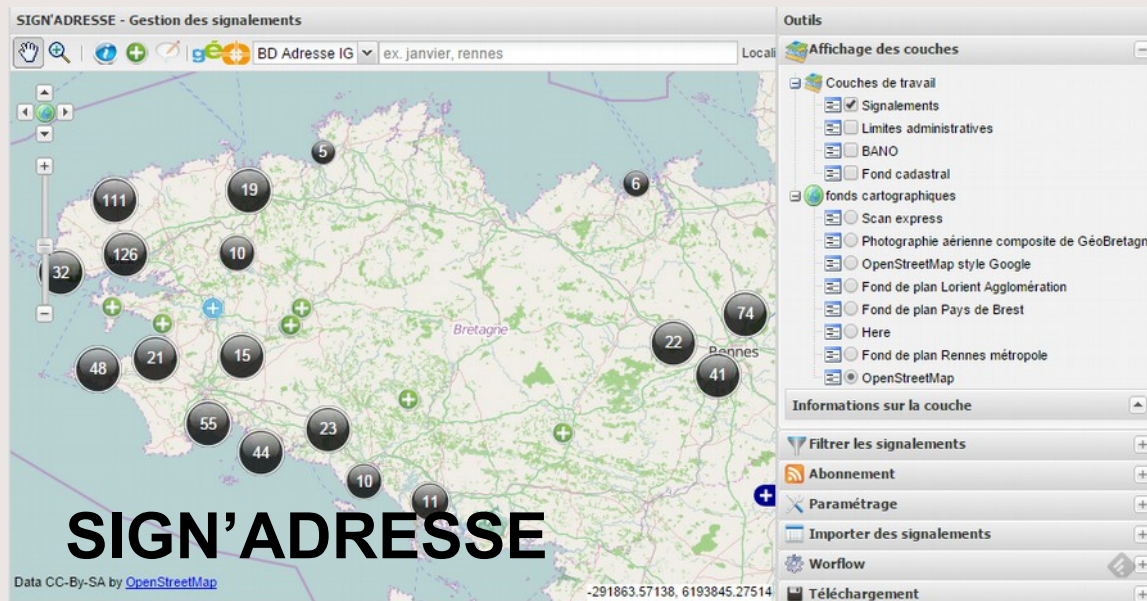 SIGN'ADRESSE - Gestion des signalements
géo BD Adresse IG ex. janvier, rennes Locali
5
6
19
111
10
126
32
74
Bretagne
22
Rennes
15
21
48
41
55
23
44
10
11
SIGN’ADRESSE
Data CC-By-SA by OpenStreetMap
-291863.57138, 6193845.27514
Outils
Affichage des couches
Couches de travail
Signalements
Limites administratives
BANO
Fond cadastral
fonds cartographiques
Scan express
Photographie aérienne composite de GéoBretagn
OpenStreetMap style Google
Fond de plan Lorient Agglomération
Fond de plan Pays de Brest
Here
Fond de plan Rennes métropole
OpenStreetMap
Informations sur la couche
Filtrer les signalements
Abonnement
Paramétrage
Importer des signalements
Worflow
Téléchargement